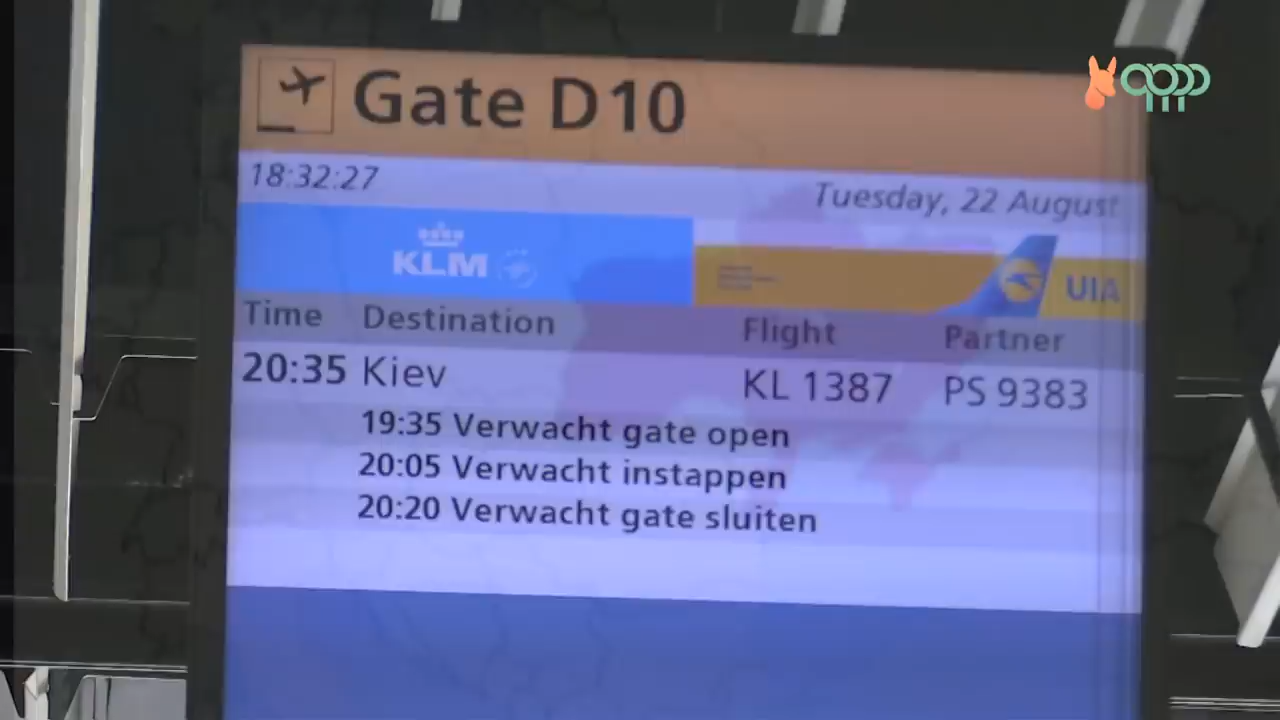 Gate D10
18:32:27
Tuesday, 22 August
KLM
UIA
Time Destination Flight Partner
20:35 Kiev KL 1387 PS 9383
19:35 Verwacht gate open
20:05 Verwacht instappen
20:20 Verwacht gate sluiten